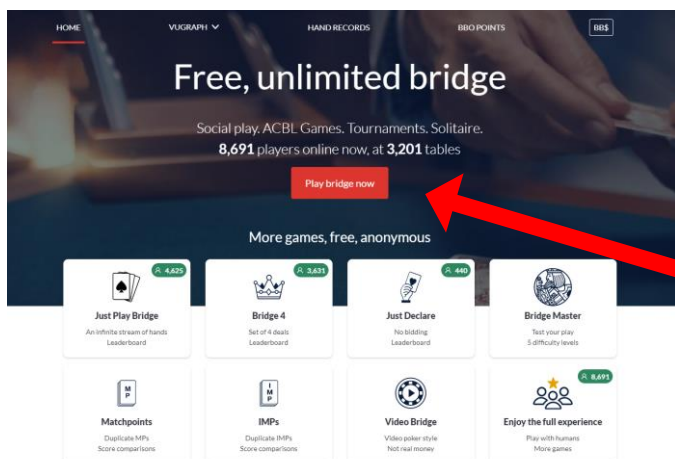 HOME VUGRAPH HAND RECORDS BBO POINTS BB$
Free, unlimited bridge
Social play. ACBL Games. Tournaments. Solitaire.
8,691 players online now, at 3,201 tables
Play bridge now
More games, free, anonymous
4,625 3,631 440
Just Play Bridge Bridge 4 Just Declare Bridge Master
An infinite stream of hands Set of 4 deals No bidding Test your play
Leaderboard Leaderboard Leaderboard 5 difficulty levels
8,691
M I
P M
P
Matchpoints IMPs Video Bridge Enjoy the full experience
Duplicate MPs Duplicate IMPs Video poker style Play with humans
Score comparisons Score comparisons Not real money More games